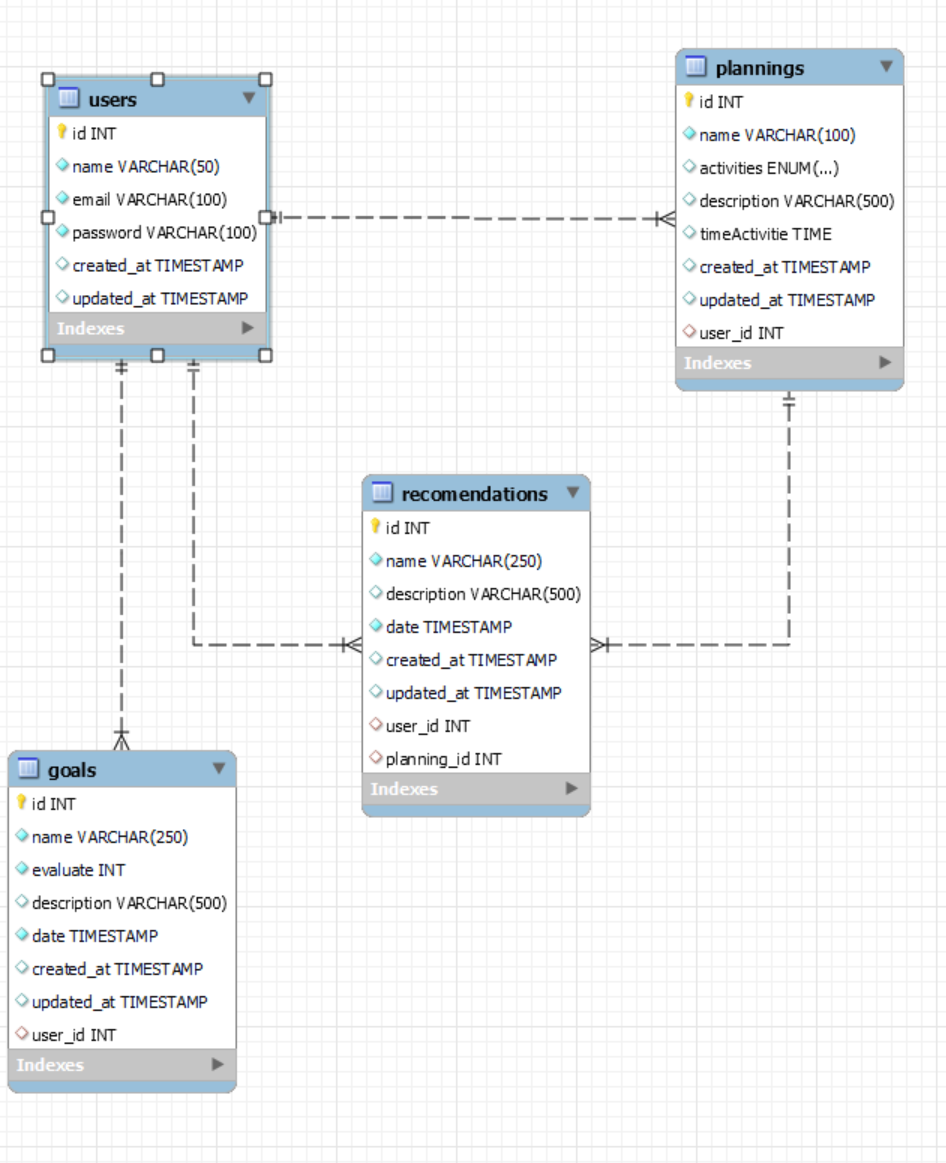 users
id INT
name VARCHAR(50)
email VARCHAR(100)
password VARCHAR(100)
created_at TIMESTAMP
updated_at TIMESTAMP
Indexes
plannings
id INT
name VARCHAR(100)
activities ENUM(...)
description VARCHAR(500)
timeActivitie TIME
created_at TIMESTAMP
updated_at TIMESTAMP
user_id INT
Indexes
recomendations
id INT
name VARCHAR(250)
description VARCHAR(500)
date TIMESTAMP
created_at TIMESTAMP
updated_at TIMESTAMP
user_id INT
planning_id INT
Indexes
goals
id INT
name VARCHAR(250)
evaluate INT
description VARCHAR(500)
date TIMESTAMP
created_at TIMESTAMP
updated_at TIMESTAMP
user_id INT
Indexes